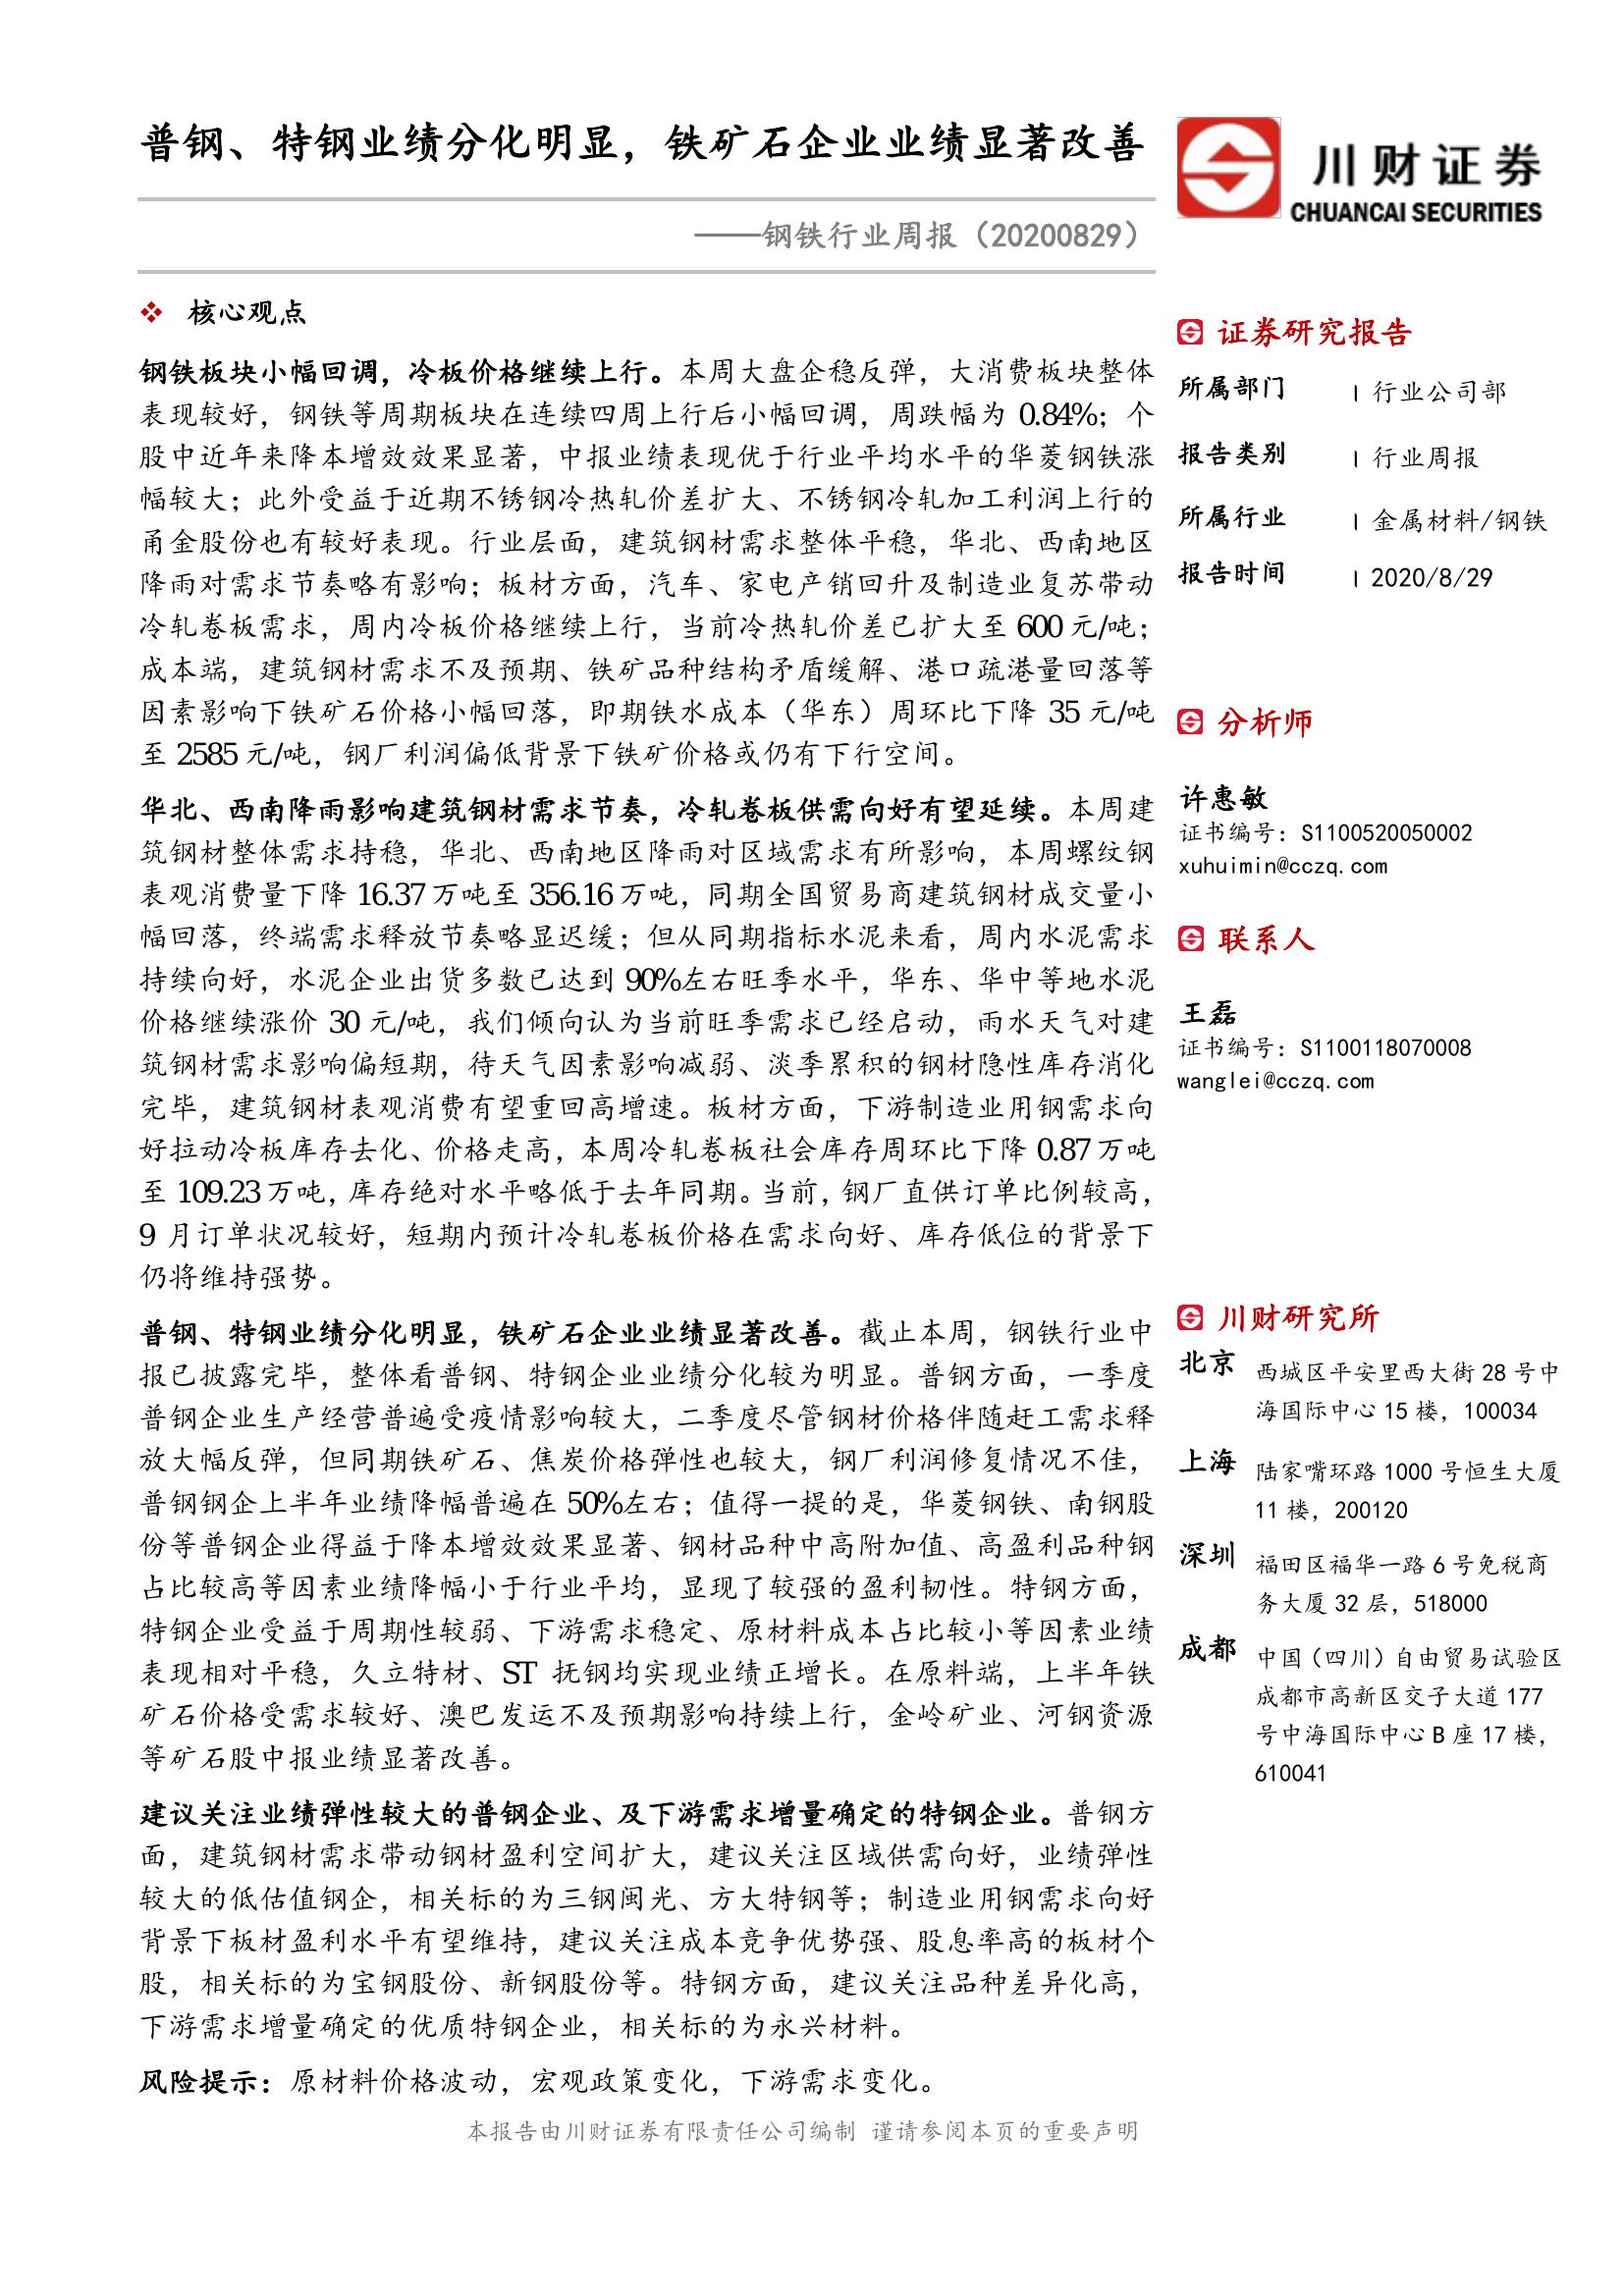 普钢、特钢业绩分化明显，铁矿石企业业绩显著改善
——钢铁行业周报（20200829）
核心观点
钢铁板块小幅回调，冷板价格继续上行。本周大盘企稳反弹，大消费板块整体
表现较好，钢铁等周期板块在连续四周上行后小幅回调，周跌幅为 0.84%；个
股中近年来降本增效效果显著，中报业绩表现优于行业平均水平的华菱钢铁涨
幅较大；此外受益于近期不锈钢冷热轧价差扩大、不锈钢冷轧加工利润上行的
甬金股份也有较好表现。行业层面，建筑钢材需求整体平稳，华北、西南地区
降雨对需求节奏略有影响；板材方面，汽车、家电产销回升及制造业复苏带动
冷轧卷板需求，周内冷板价格继续上行，当前冷热轧价差已扩大至 600 元/吨；
成本端，建筑钢材需求不及预期、铁矿品种结构矛盾缓解、港口疏港量回落等
因素影响下铁矿石价格小幅回落，即期铁水成本（华东）周环比下降 35 元/吨
至 2585 元/吨，钢厂利润偏低背景下铁矿价格或仍有下行空间。
华北、西南降雨影响建筑钢材需求节奏，冷轧卷板供需向好有望延续。本周建
筑钢材整体需求持稳，华北、西南地区降雨对区域需求有所影响，本周螺纹钢
表观消费量下降 16.37 万吨至 356.16 万吨，同期全国贸易商建筑钢材成交量小
幅回落，终端需求释放节奏略显迟缓；但从同期指标水泥来看，周内水泥需求
持续向好，水泥企业出货多数已达到 90%左右旺季水平，华东、华中等地水泥
价格继续涨价 30 元/吨，我们倾向认为当前旺季需求已经启动，雨水天气对建
筑钢材需求影响偏短期，待天气因素影响减弱、淡季累积的钢材隐性库存消化
完毕，建筑钢材表观消费有望重回高增速。板材方面，下游制造业用钢需求向
好拉动冷板库存去化、价格走高，本周冷轧卷板社会库存周环比下降 0.87 万吨
至 109.23 万吨，库存绝对水平略低于去年同期。当前，钢厂直供订单比例较高，
9 月订单状况较好，短期内预计冷轧卷板价格在需求向好、库存低位的背景下
仍将维持强势。
普钢、特钢业绩分化明显，铁矿石企业业绩显著改善。截止本周，钢铁行业中
报已披露完毕，整体看普钢、特钢企业业绩分化较为明显。普钢方面，一季度
普钢企业生产经营普遍受疫情影响较大，二季度尽管钢材价格伴随赶工需求释
放大幅反弹，但同期铁矿石、焦炭价格弹性也较大，钢厂利润修复情况不佳，
普钢钢企上半年业绩降幅普遍在 50%左右；值得一提的是，华菱钢铁、南钢股
份等普钢企业得益于降本增效效果显著、钢材品种中高附加值、高盈利品种钢
占比较高等因素业绩降幅小于行业平均，显现了较强的盈利韧性。特钢方面，
特钢企业受益于周期性较弱、下游需求稳定、原材料成本占比较小等因素业绩
表现相对平稳，久立特材、ST 抚钢均实现业绩正增长。在原料端，上半年铁
矿石价格受需求较好、澳巴发运不及预期影响持续上行，金岭矿业、河钢资源
等矿石股中报业绩显著改善。
建议关注业绩弹性较大的普钢企业、及下游需求增量确定的特钢企业。普钢方
面，建筑钢材需求带动钢材盈利空间扩大，建议关注区域供需向好，业绩弹性
较大的低估值钢企，相关标的为三钢闽光、方大特钢等；制造业用钢需求向好
背景下板材盈利水平有望维持，建议关注成本竞争优势强、股息率高的板材个
股，相关标的为宝钢股份、新钢股份等。特钢方面，建议关注品种差异化高，
下游需求增量确定的优质特钢企业，相关标的为永兴材料。
风险提示：原材料价格波动，宏观政策变化，下游需求变化。
川财证券
CHUANCAI SECURITIES
证券研究报告
所属部门 | 行业公司部
报告类别 | 行业周报
所属行业 | 金属材料/钢铁
报告时间 | 2020/8/29
分析师
许惠敏
证书编号：S1100520050002
xuhuimin@cczq.com
联系人
王磊
证书编号：S1100118070008
wanglei@cczq.com
川财研究所
北京 西城区平安里西大街 28 号中
海国际中心 15 楼，100034
上海 陆家嘴环路 1000 号恒生大厦
11 楼，200120
深圳 福田区福华一路 6 号免税商
务大厦 32 层，518000
成都 中国（四川）自由贸易试验区
成都市高新区交子大道 177
号中海国际中心 B 座 17 楼，
610041
本报告由川财证券有限责任公司编制 谨请参阅本页的重要声明